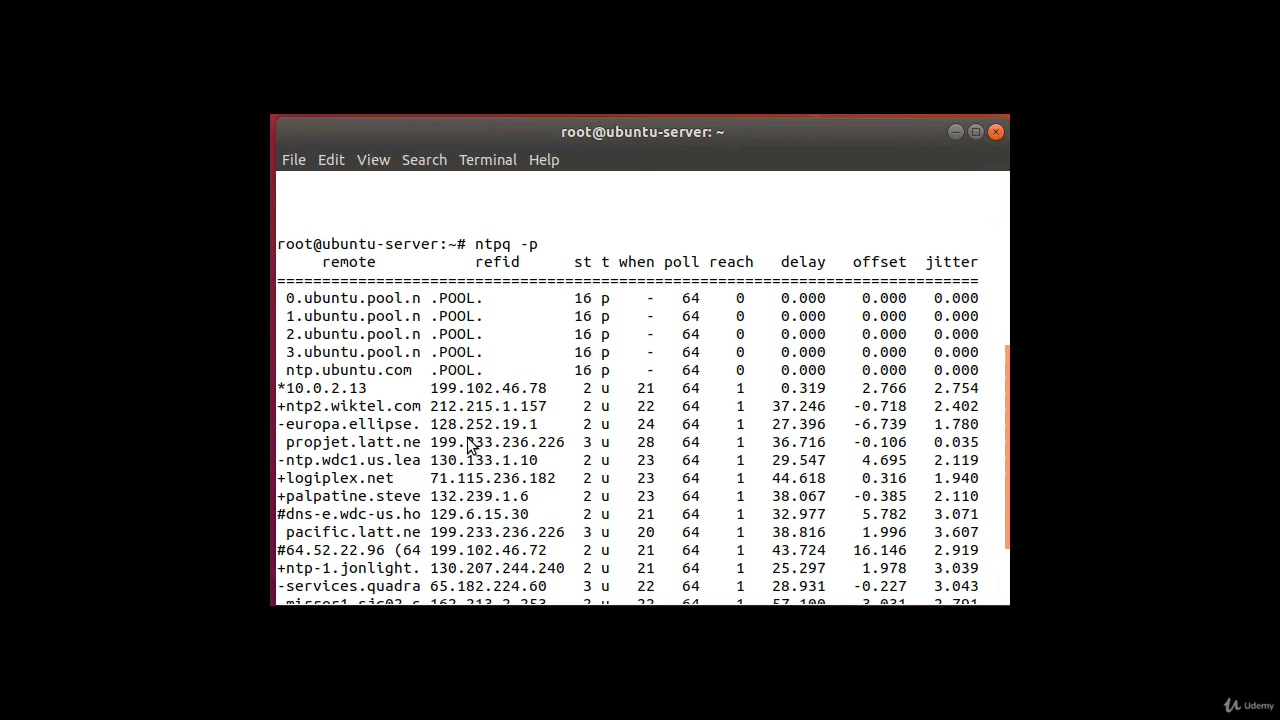 root@ubuntu-server: ~
File Edit View Search Terminal Help
root@ubuntu-server:~# ntpq -p
remote refid st t when poll reach delay offset jitter
==============================================================================
0.ubuntu.pool.n .POOL. 16 p - 64 0 0.000 0.000 0.000
1.ubuntu.pool.n .POOL. 16 p - 64 0 0.000 0.000 0.000
2.ubuntu.pool.n .POOL. 16 p - 64 0 0.000 0.000 0.000
3.ubuntu.pool.n .POOL. 16 p - 64 0 0.000 0.000 0.000
ntp.ubuntu.com .POOL. 16 p - 64 0 0.000 0.000 0.000
*10.0.2.13 199.102.46.78 2 u 21 64 1 0.319 2.766 2.754
+ntp2.wiktel.com 212.215.1.157 2 u 22 64 1 37.246 -0.718 2.402
-europa.ellipse. 128.252.19.1 2 u 24 64 1 27.396 -6.739 1.780
propjet.latt.ne 199.233.236.226 3 u 28 64 1 36.716 -0.106 0.035
-ntp.wdc1.us.lea 130.133.1.10 2 u 23 64 1 29.547 4.695 2.119
+logiplex.net 71.115.236.182 2 u 23 64 1 44.618 0.316 1.940
+palpatine.steve 132.239.1.6 2 u 23 64 1 38.067 -0.385 2.110
#dns-e.wdc-us.ho 129.6.15.30 2 u 21 64 1 32.977 5.782 3.071
pacific.latt.ne 199.233.236.226 3 u 20 64 1 38.816 1.996 3.607
#64.52.22.96 (64 199.102.46.72 2 u 21 64 1 43.724 16.146 2.919
+ntp-1.jonlight. 130.207.244.240 2 u 21 64 1 25.297 1.978 3.039
-services.quadra 65.182.224.60 3 u 22 64 1 28.931 -0.227 3.043
Udemy